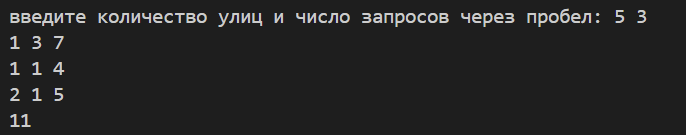 введите количество улиц и число запросов через пробел: 5 3
1 3 7
1 1 4
2 1 5
11